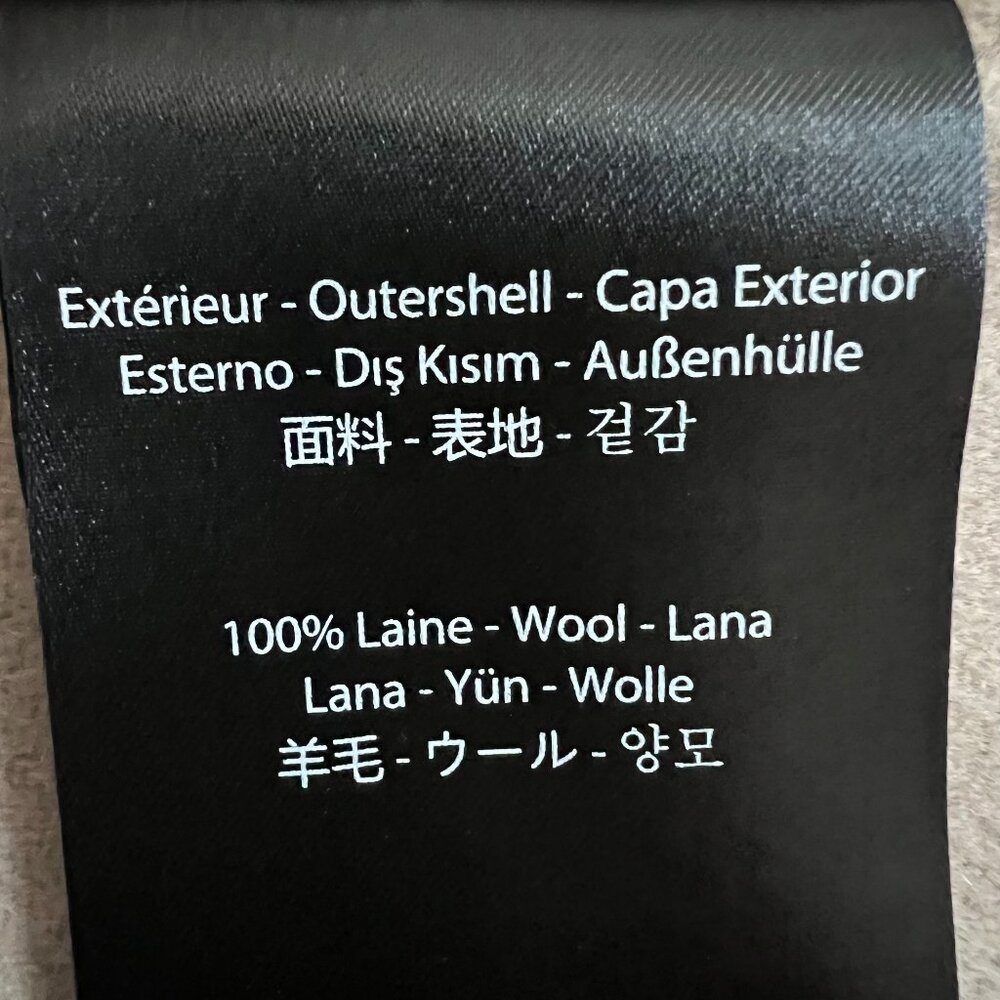 Extérieur - Outershell - Capa Exterior
Esterno - Dış Kısım - Außenhülle
面料 - 表地 - 겉감
100% Laine - Wool - Lana
Lana - Yün - Wolle
羊毛 - ウール - 양모